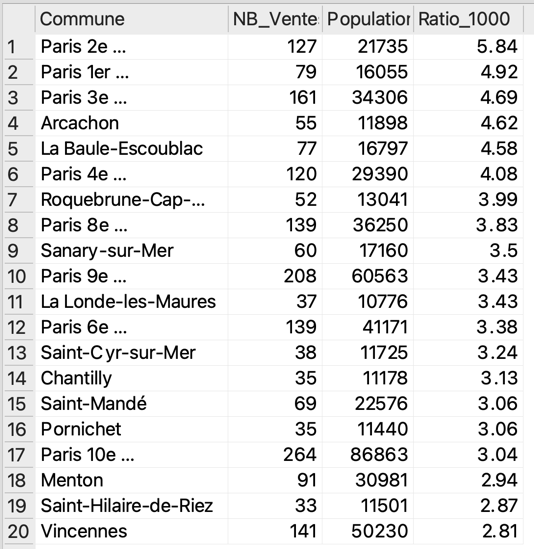 Commune NB_Vente Population Ratio_1000
1 Paris 2e ... 127 21735 5.84
2 Paris 1er ... 79 16055 4.92
3 Paris 3e ... 161 34306 4.69
4 Arcachon 55 11898 4.62
5 La Baule-Escoublac 77 16797 4.58
6 Paris 4e ... 120 29390 4.08
7 Roquebrune-Cap-... 52 13041 3.99
8 Paris 8e ... 139 36250 3.83
9 Sanary-sur-Mer 60 17160 3.5
10 Paris 9e ... 208 60563 3.43
11 La Londe-les-Maures 37 10776 3.43
12 Paris 6e ... 139 41171 3.38
13 Saint-Cyr-sur-Mer 38 11725 3.24
14 Chantilly 35 11178 3.13
15 Saint-Mandé 69 22576 3.06
16 Pornichet 35 11440 3.06
17 Paris 10e ... 264 86863 3.04
18 Menton 91 30981 2.94
19 Saint-Hilaire-de-Riez 33 11501 2.87
20 Vincennes 141 50230 2.81